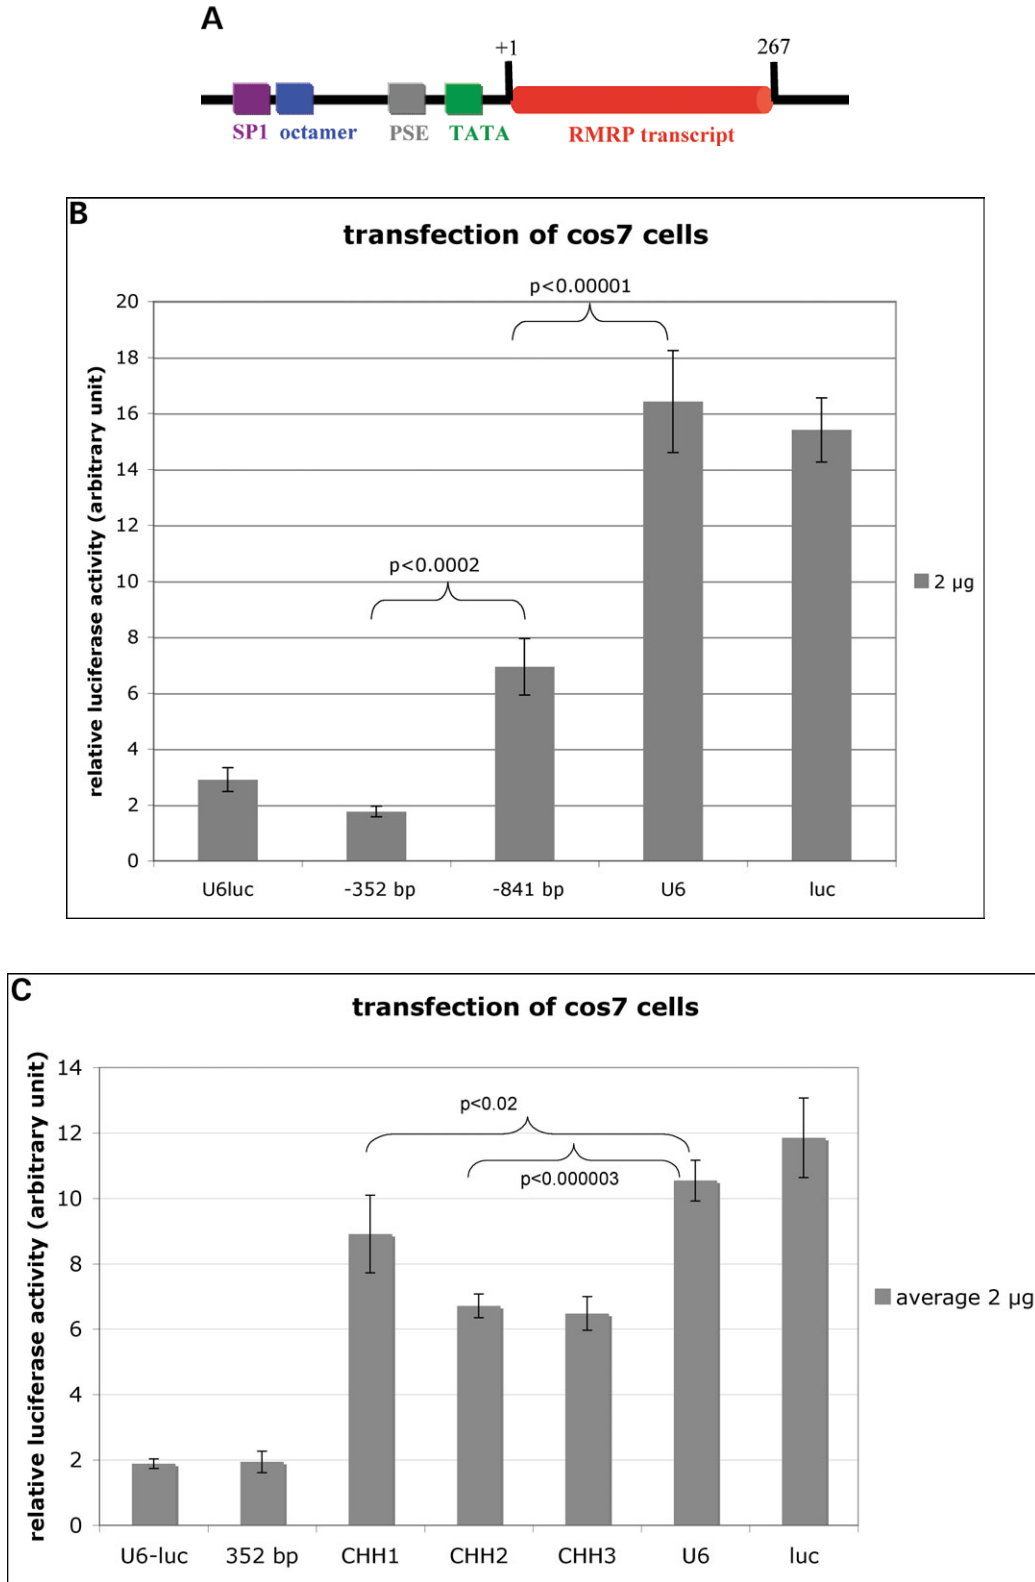 A
+1
267
SP1 octamer PSE TATA RMRP transcript
B
transfection of cos7 cells
relative luciferase activity (arbitrary unit)
20
18
16
14
12
10
8
6
4
2
0
p<0.00001
p<0.0002
2 µg
U6luc -352 bp -841 bp U6 luc
C
transfection of cos7 cells
relative luciferase activity (arbitrary unit)
14
12
10
8
6
4
2
0
p<0.02
p<0.000003
average 2 µg
U6-luc 352 bp CHH1 CHH2 CHH3 U6 luc